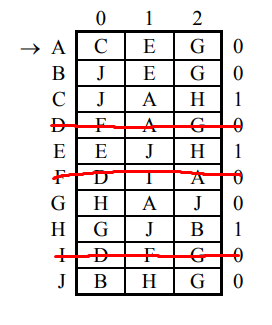 0 1 2
→ A C E G 0
B J E G 0
C J A H 1
D F A G 0
E E J H 1
F D I A 0
G H A J 0
H G J B 1
I D F G 0
J B H G 0